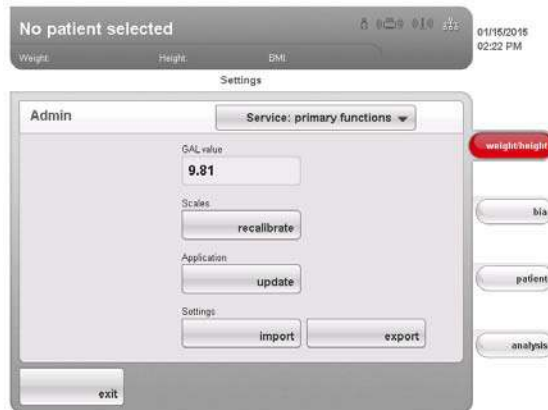 No patient selected
01/15/2015
02:22 PM
Weight:
Height:
BMI:
Settings
Admin
Service: primary functions
weight/height
GAL value
9.81
Scales
recalibrate
bia
Application
update
patient
Settings
import
export
analysis
exit